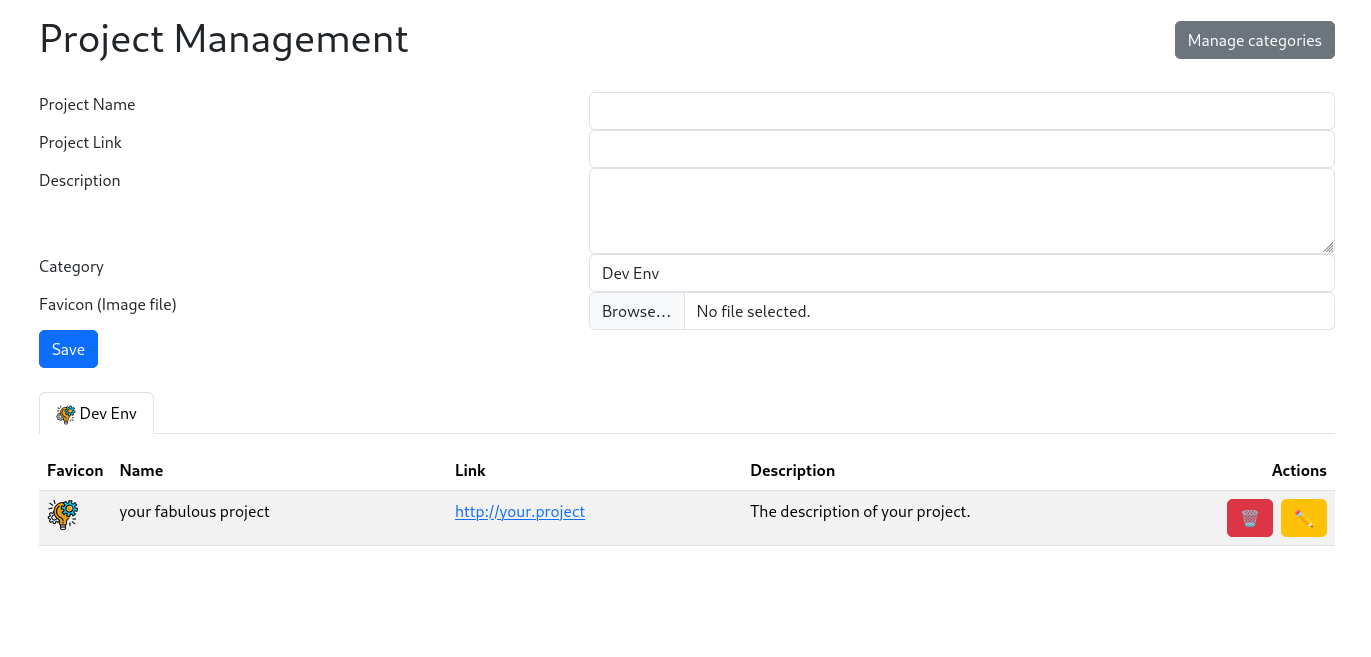 Project Management
Manage categories
Project Name
Project Link
Description
Category
Dev Env
Favicon (Image file)
Browse... No file selected.
Save
Dev Env
Favicon Name Link Description Actions
your fabulous project http://your.project The description of your project.